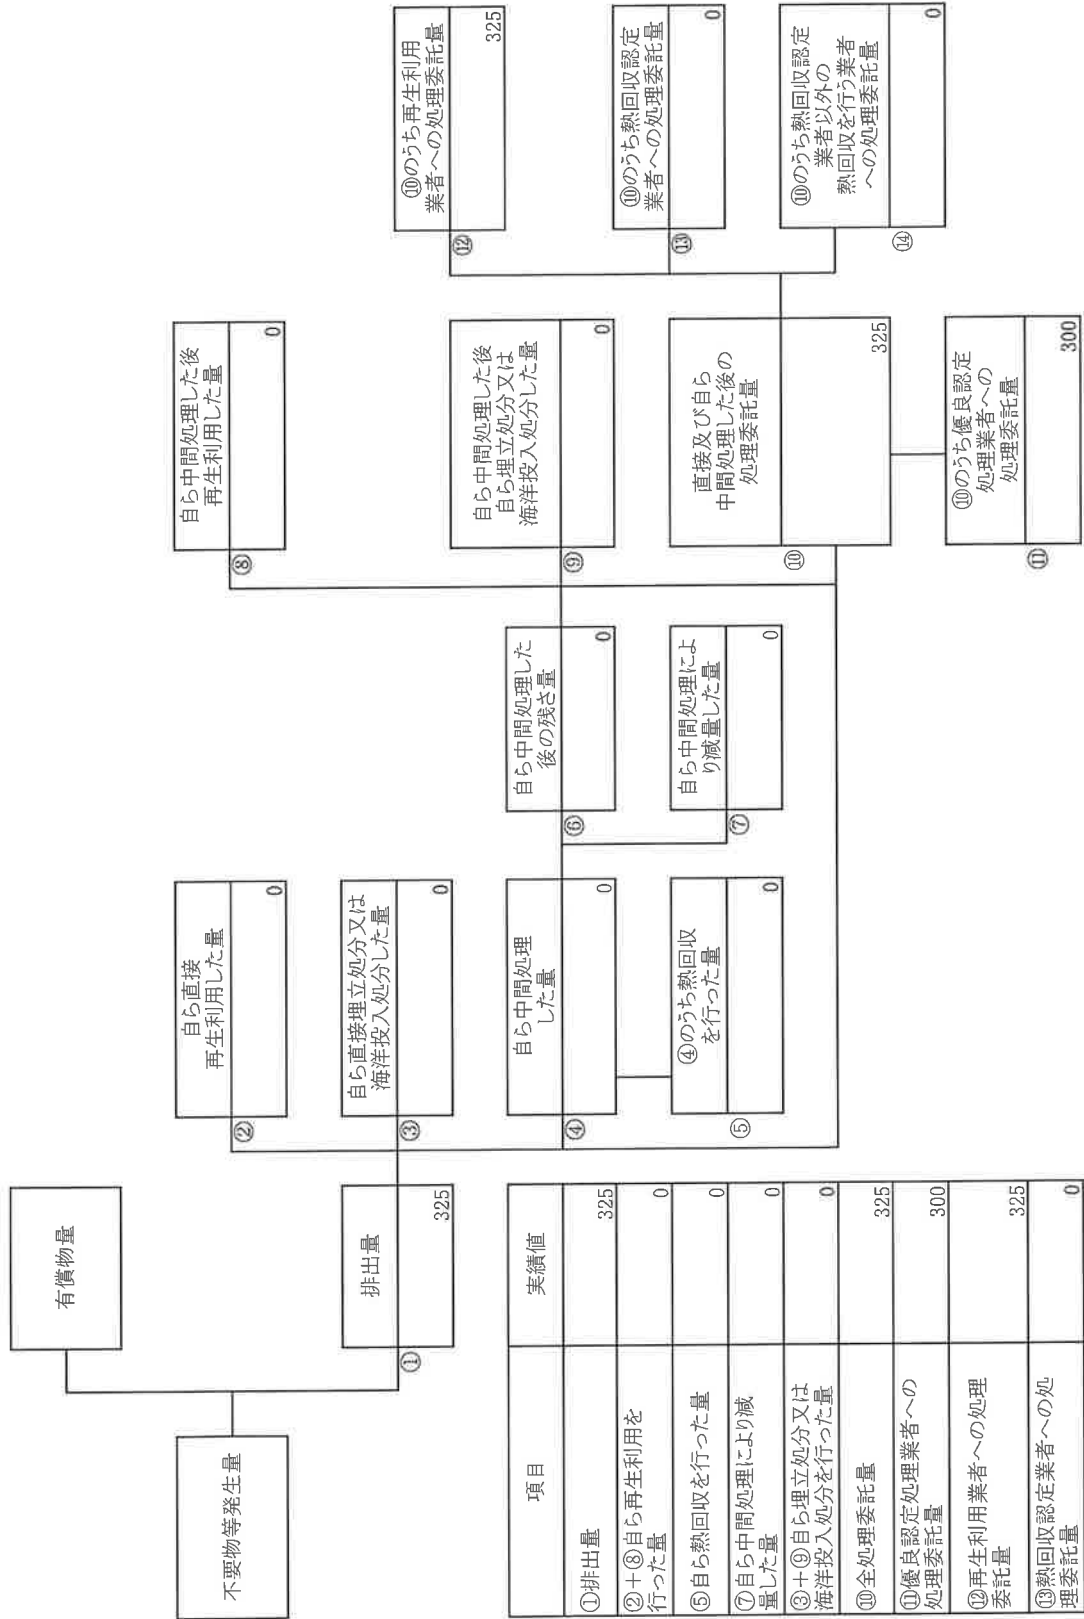 不要物等発生量
有償物量
①
排出量
325
②
自ら直接
再生利用した量
0
③
自ら直接埋立処分又は
海洋投入処分した量
0
④
自ら中間処理
した量
0
⑤
④のうち熱回収
を行った量
0
⑥
自ら中間処理した
後の残さ量
0
⑦
自ら中間処理によ
り減量した量
0
⑧
自ら中間処理した後
再生利用した量
0
⑨
自ら中間処理した後
自ら埋立処分又は
海洋投入処分した量
0
⑩
直接及び自ら
中間処理した後の
処理委託量
325
⑪
⑩のうち優良認定
処理業者への
処理委託量
300
⑫
⑩のうち再生利用
業者への処理委託量
325
⑬
⑩のうち熱回収認定
業者への処理委託量
0
⑭
⑩のうち熱回収認定
業者以外の
熱回収を行う業者
への処理委託量
0
項目 実績値
①排出量 325
②+⑧自ら再生利用を
行った量 0
⑤自ら熱回収を行った量 0
⑦自ら中間処理により減
量した量 0
③+⑨自ら埋立処分又は
海洋投入処分を行った量 0
⑩全処理委託量 325
⑪優良認定処理業者への
処理委託量 300
⑫再生利用業者への処理
委託量 325
⑬熱回収認定業者への処
理委託量 0